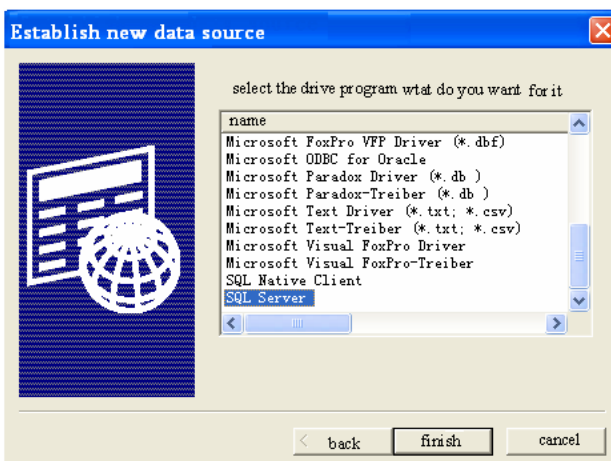 Establish new data source
select the drive program wtat do you want for it
name
Microsoft FoxPro VFP Driver (*.dbf)
Microsoft ODBC for Oracle
Microsoft Paradox Driver (*.db )
Microsoft Paradox-Treiber (*.db )
Microsoft Text Driver (*.txt; *.csv)
Microsoft Text-Treiber (*.txt; *.csv)
Microsoft Visual FoxPro Driver
Microsoft Visual FoxPro-Treiber
SQL Native Client
SQL Server
< back finish cancel